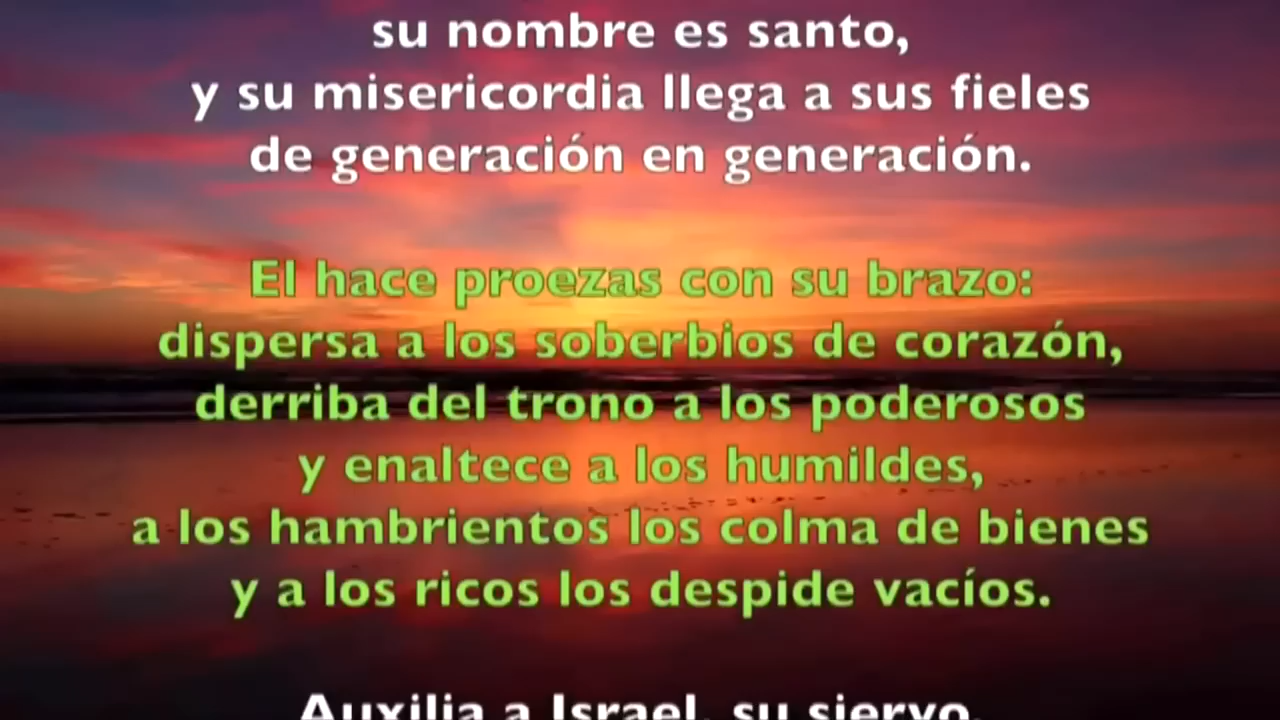 su nombre es santo,
y su misericordia llega a sus fieles
de generación en generación.
El hace proezas con su brazo:
dispersa a los soberbios de corazón,
derriba del trono a los poderosos
y enaltece a los humildes,
a los hambrientos los colma de bienes
y a los ricos los despide vacíos.
Auxilia a Israel, su siervo,